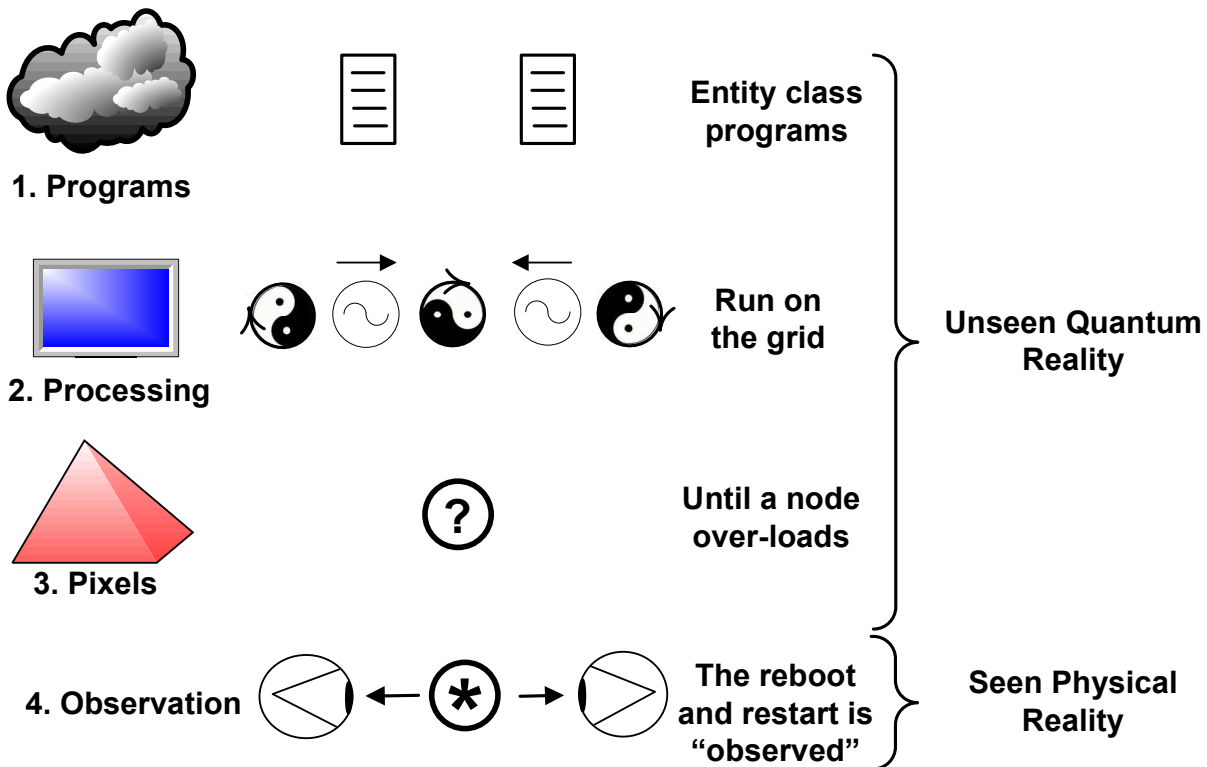 Entity class
programs
1. Programs
Run on
the grid
2. Processing
Unseen Quantum
Reality
?
Until a node
over-loads
3. Pixels
4. Observation
*
The reboot
and restart is
“observed”
Seen Physical
Reality